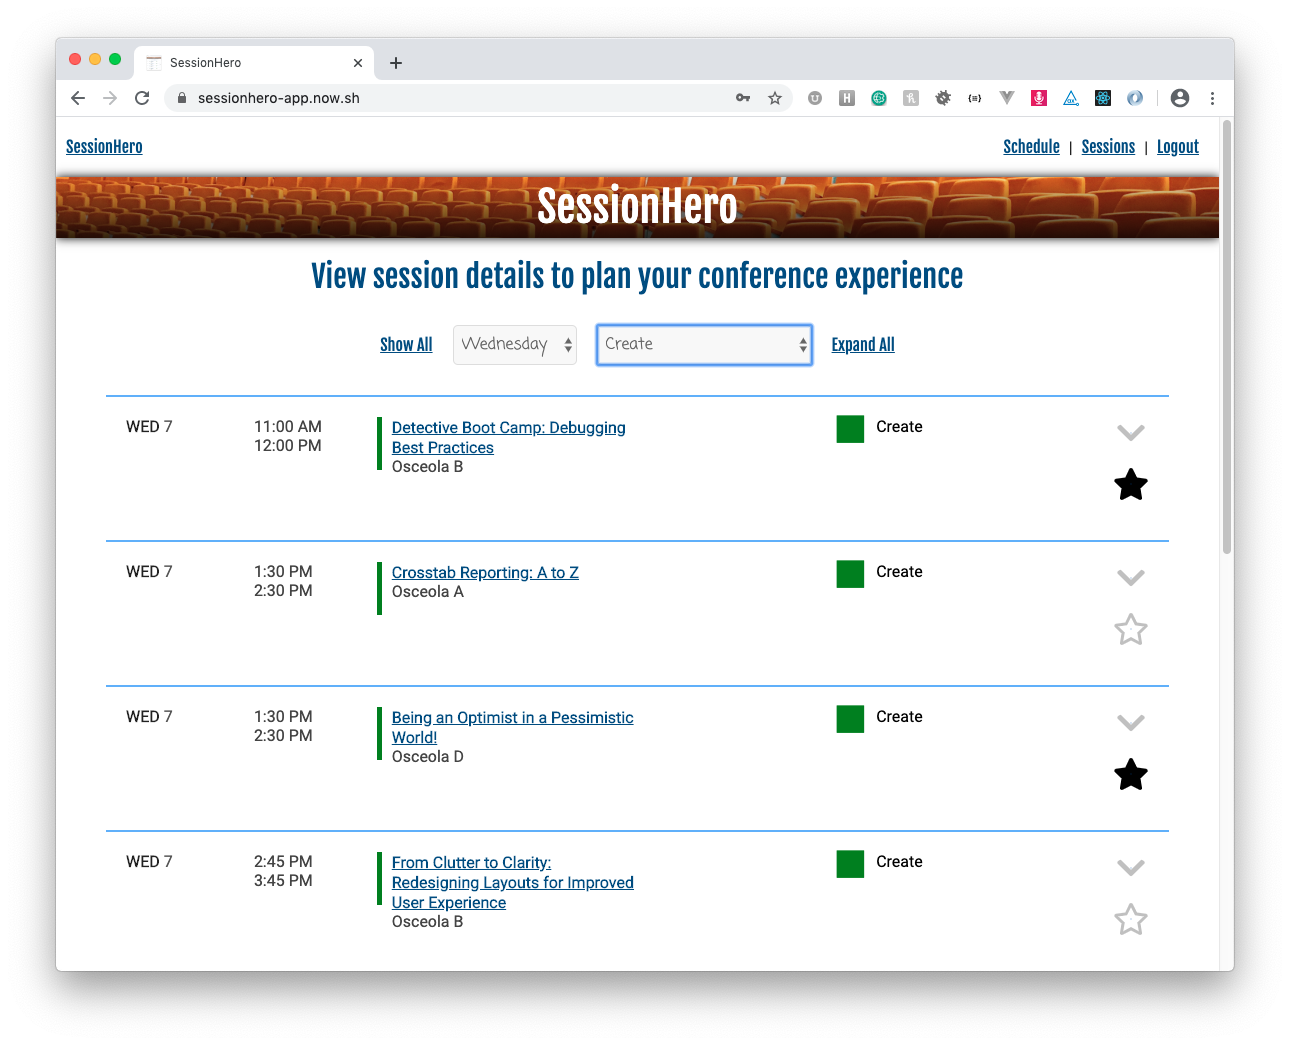 SessionHero
sessionhero-app.now.sh
SessionHero
Schedule | Sessions | Logout
SessionHero
View session details to plan your conference experience
Show All
Wednesday
Create
Expand All
WED 7
11:00 AM
12:00 PM
Detective Boot Camp: Debugging
Best Practices
Osceola B
Create
WED 7
1:30 PM
2:30 PM
Crosstab Reporting: A to Z
Osceola A
Create
WED 7
1:30 PM
2:30 PM
Being an Optimist in a Pessimistic
World!
Osceola D
Create
WED 7
2:45 PM
3:45 PM
From Clutter to Clarity:
Redesigning Layouts for Improved
User Experience
Osceola B
Create